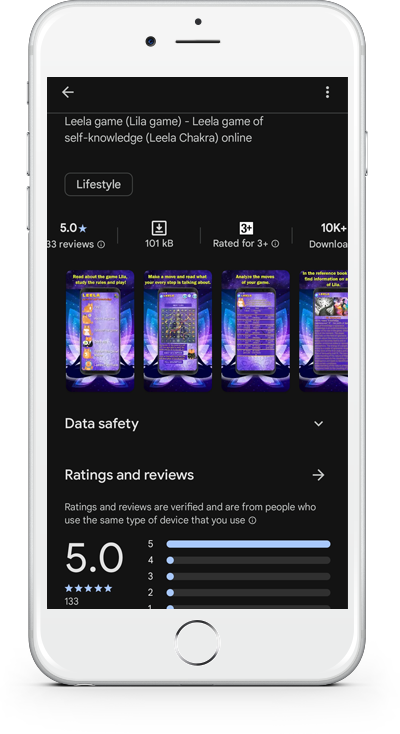 Leela game (Lila game) - Leela game of
self-knowledge (Leela Chakra) online
Lifestyle
5.0★
33 reviews
101 kB
3+
Rated for 3+
10K+
Downloa
Read about the game Lila,
study the rules and play!
LEELA
Make a move and read what
your every step is talking about.
Analyze the moves
of your game.
In the reference book
find information on a
of Lila.
Data safety
Ratings and reviews
Ratings and reviews are verified and are from people who
use the same type of device that you use
5.0
133
5
4
3
2
1